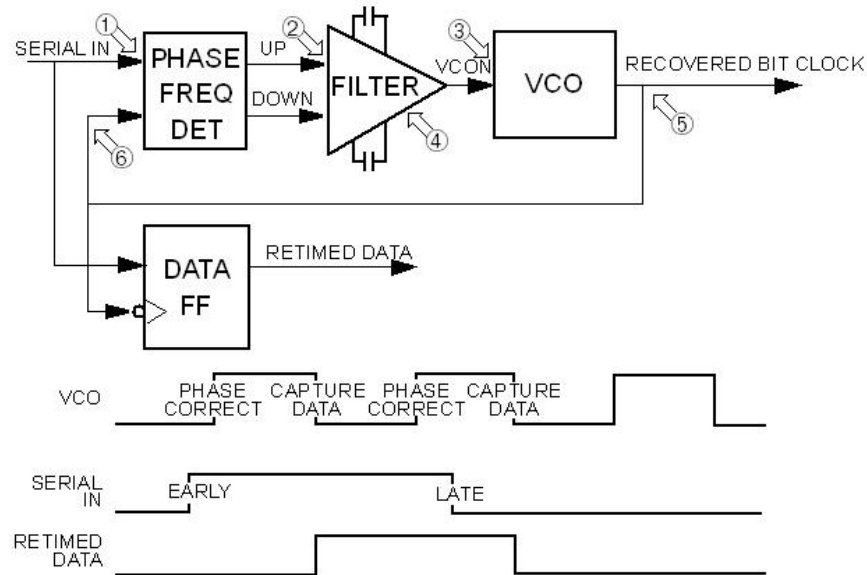 ① ② ③
SERIAL IN
PHASE
FREQ
DET
UP
DOWN
FILTER
VCON
VCO
RECOVERED BIT CLOCK
④
⑤
⑥
DATA
FF
RETIMED DATA
VCO
PHASE
CORRECT
CAPTURE
DATA
PHASE
CORRECT
CAPTURE
DATA
SERIAL
IN
EARLY
LATE
RETIMED
DATA